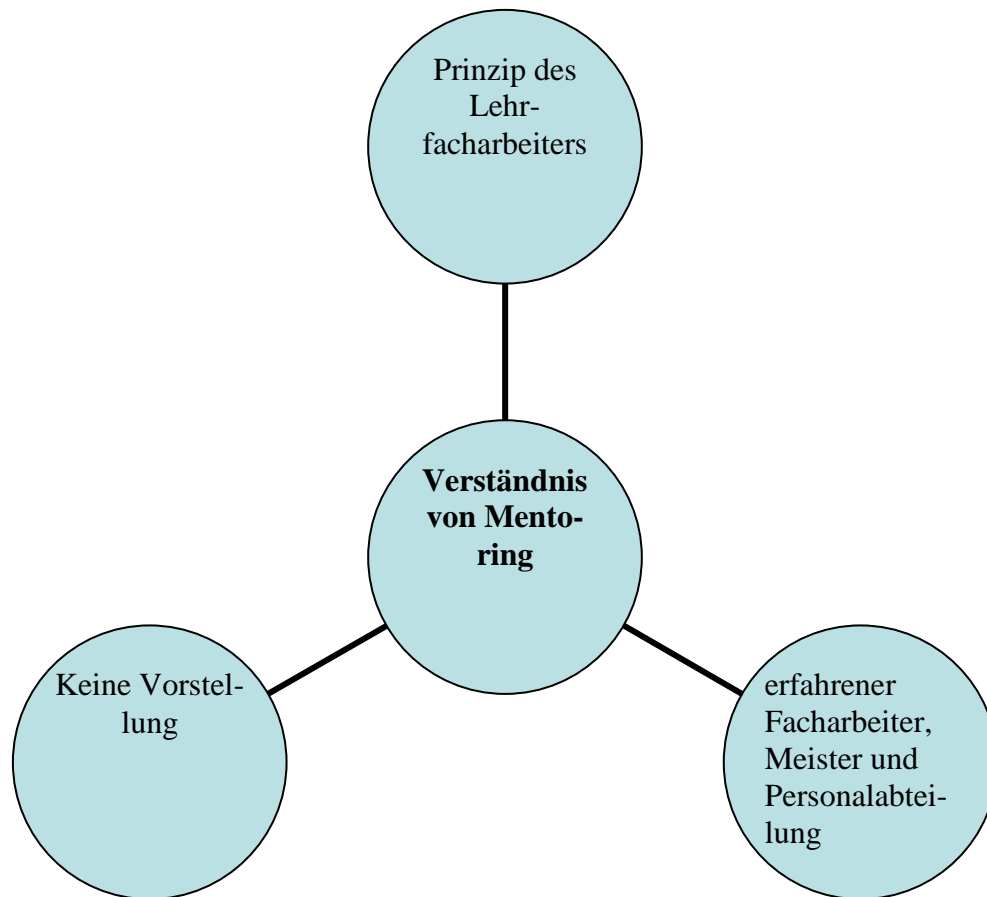 Prinzip des
Lehr-
facharbeiters
Verständnis
von Mento-
ring
Keine Vorstel-
lung
erfahrener
Facharbeiter,
Meister und
Personalabtei-
lung